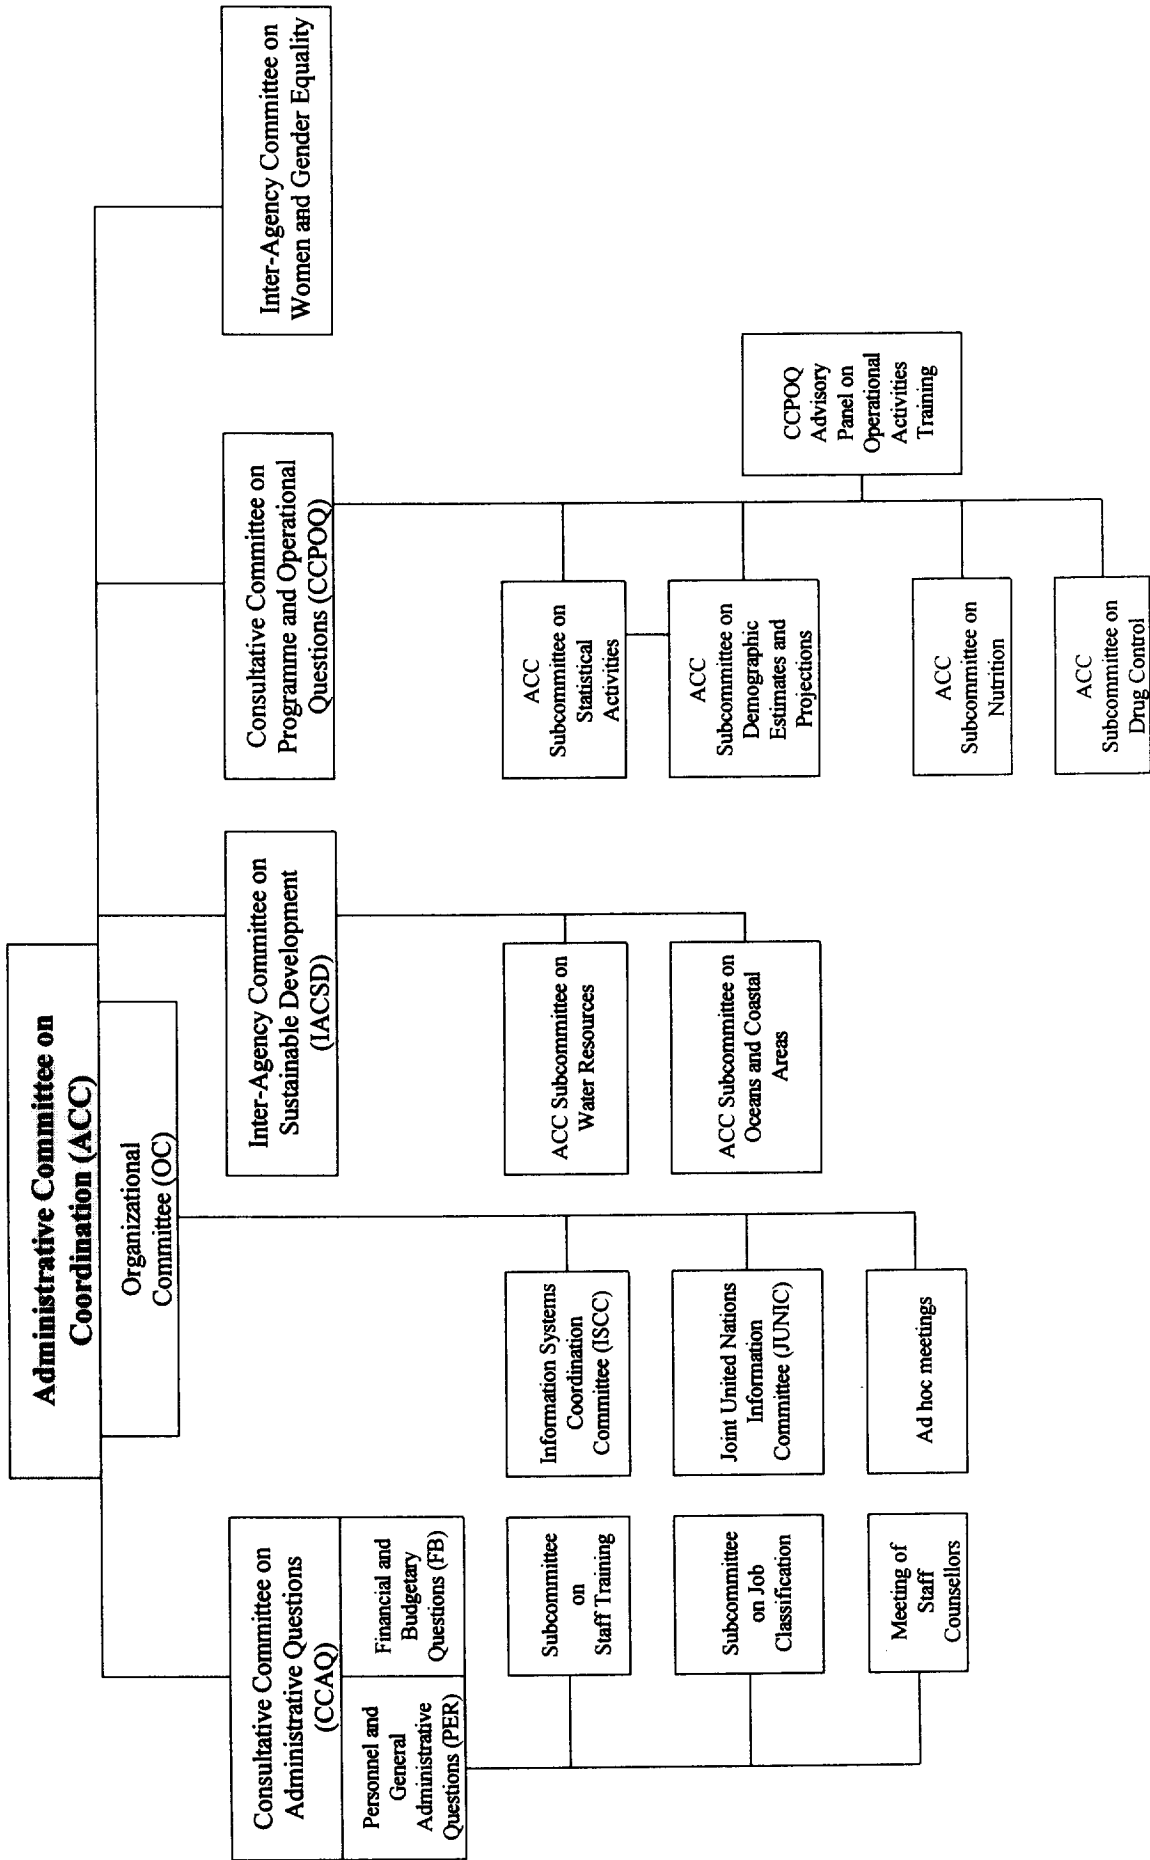 Administrative Committee on
Coordination (ACC)
Organizational
Committee (OC)
Consultative Committee on
Administrative Questions
(CCAQ)
Personnel and
General
Administrative
Questions (PER)
Financial and
Budgetary
Questions (FB)
Subcommittee
on
Staff Training
Subcommittee
on Job
Classification
Meeting of
Staff
Counsellors
Information Systems
Coordination
Committee (ISCC)
Joint United Nations
Information
Committee (JUNIC)
Ad hoc meetings
Inter-Agency Committee on
Sustainable Development
(IACSD)
ACC Subcommittee on
Water Resources
ACC Subcommittee on
Oceans and Coastal
Areas
Consultative Committee on
Programme and Operational
Questions (CCPOQ)
ACC
Subcommittee on
Statistical
Activities
ACC
Subcommittee on
Demographic
Estimates and
Projections
ACC
Subcommittee on
Nutrition
ACC
Subcommittee on
Drug Control
CCPOQ
Advisory
Panel on
Operational
Activities
Training
Inter-Agency Committee on
Women and Gender Equality